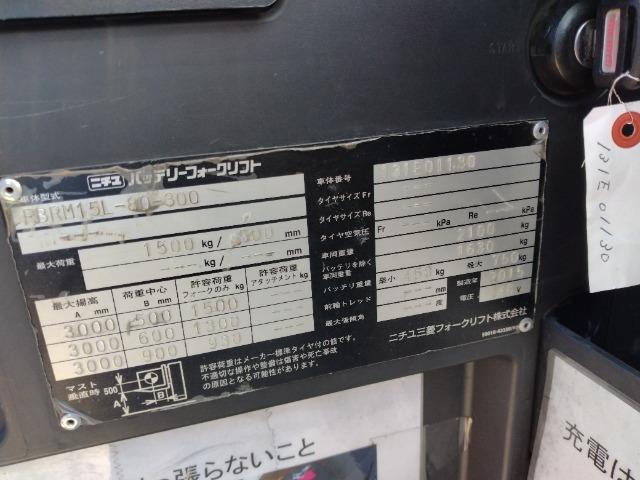 START
ニチユ バッテリーフォークリフト
車体型式
FBRM15L-80-300
最大荷重 1500 kg / 500 mm
--- kg / --- mm
最大揚高 A mm 荷重中心 B mm 許容荷重 フォークのみ kg 許容荷重 アタッチメント kg
3000 500 1500 ---
3000 600 1300 ---
3000 900 930 ---
マスト垂直時 500 A B
許容荷重はメーカー標準タイヤ付の値です。
不適切な操作や整備は傷害や死亡事故
の原因となる可能性があります。
車体番号 131E01130
タイヤサイズ Fr ---
タイヤサイズ Re ---
タイヤ空気圧 Fr --- kPa Re --- kPa
車両重量 2100 kg
バッテリを除く車両重量 1630 kg
バッテリ重量 最小 450 kg 最大 760 kg
前輪トレッド --- mm 製造年 2015
最大後傾角 --- 度 電圧 V
ニチユ三菱フォークリフト株式会社
131E01130
張らないこと
充電は